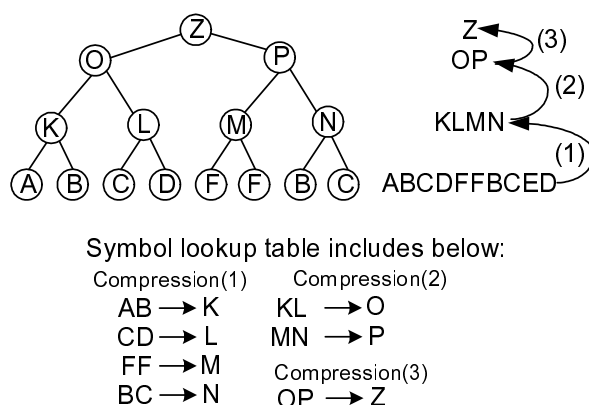 Z
O P
K L M N
A B C D F F B C
Z
(3)
OP
(2)
KLMN
(1)
ABCDFFBCED
Symbol lookup table includes below:
Compression(1) Compression(2)
AB → K KL → O
CD → L MN → P
FF → M Compression(3)
BC → N OP → Z